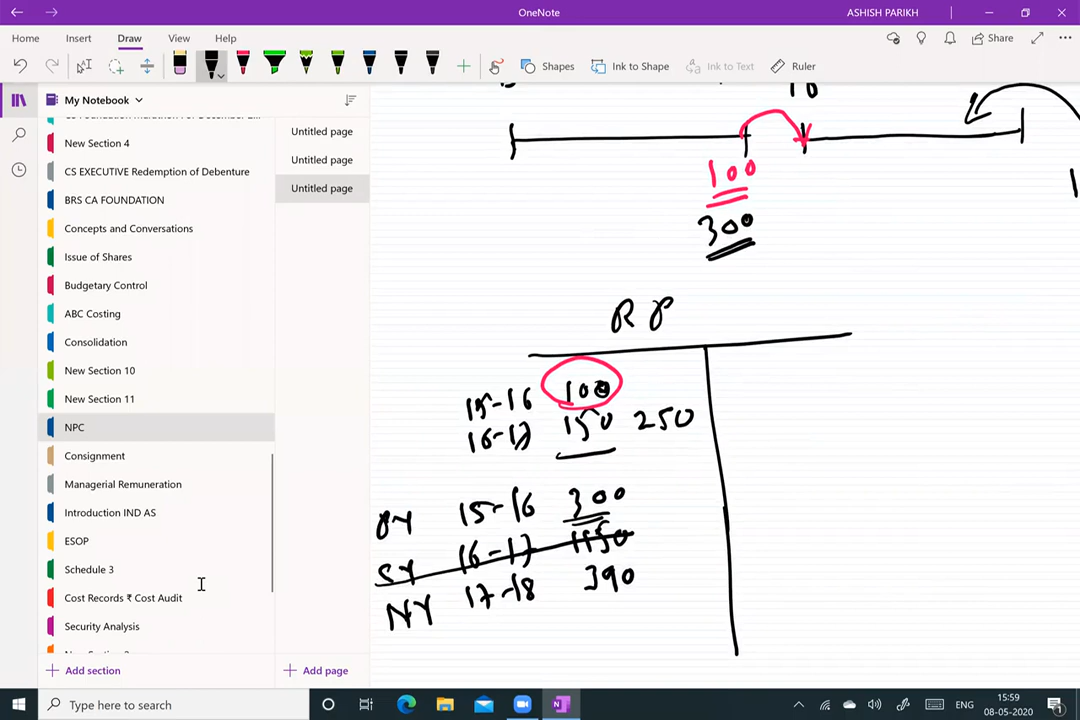 OneNote
ASHISH PARIKH
Home Insert Draw View Help
Share
Shapes Ink to Shape Ink to Text Ruler
My Notebook
New Section 4
CS EXECUTIVE Redemption of Debenture
BRS CA FOUNDATION
Concepts and Conversations
Issue of Shares
Budgetary Control
ABC Costing
Consolidation
New Section 10
New Section 11
NPC
Consignment
Managerial Remuneration
Introduction IND AS
ESOP
Schedule 3
Cost Records ₹ Cost Audit
Security Analysis
Add section
Untitled page
Untitled page
Untitled page
Add page
100
300
R P
15-16 100
16-17 150 250
15-16 300
SY 16-17 1150
NY 17-18 390
Type here to search
ENG
15:59
08-05-2020